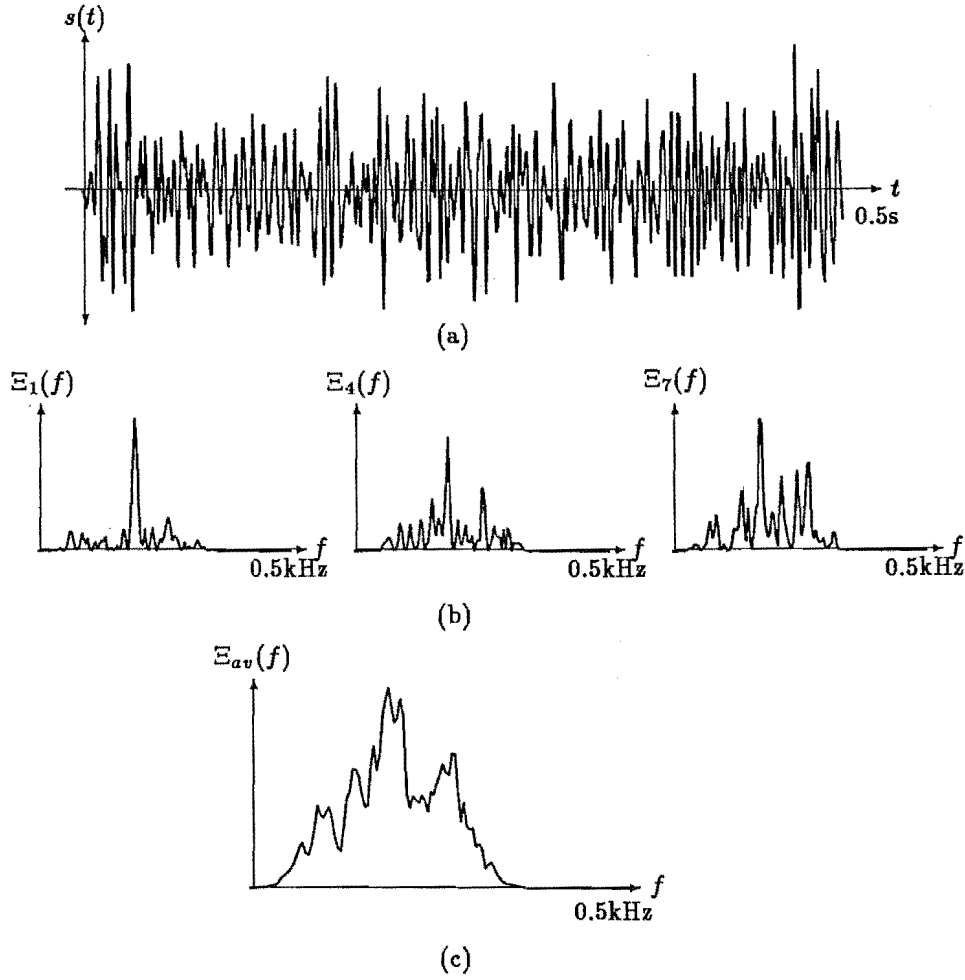 s(t)
t
0.5s
(a)
Ξ₁(f) Ξ₄(f) Ξ₇(f)
f f f
0.5kHz 0.5kHz 0.5kHz
(b)
Ξₐᵥ(f)
f
0.5kHz
(c)